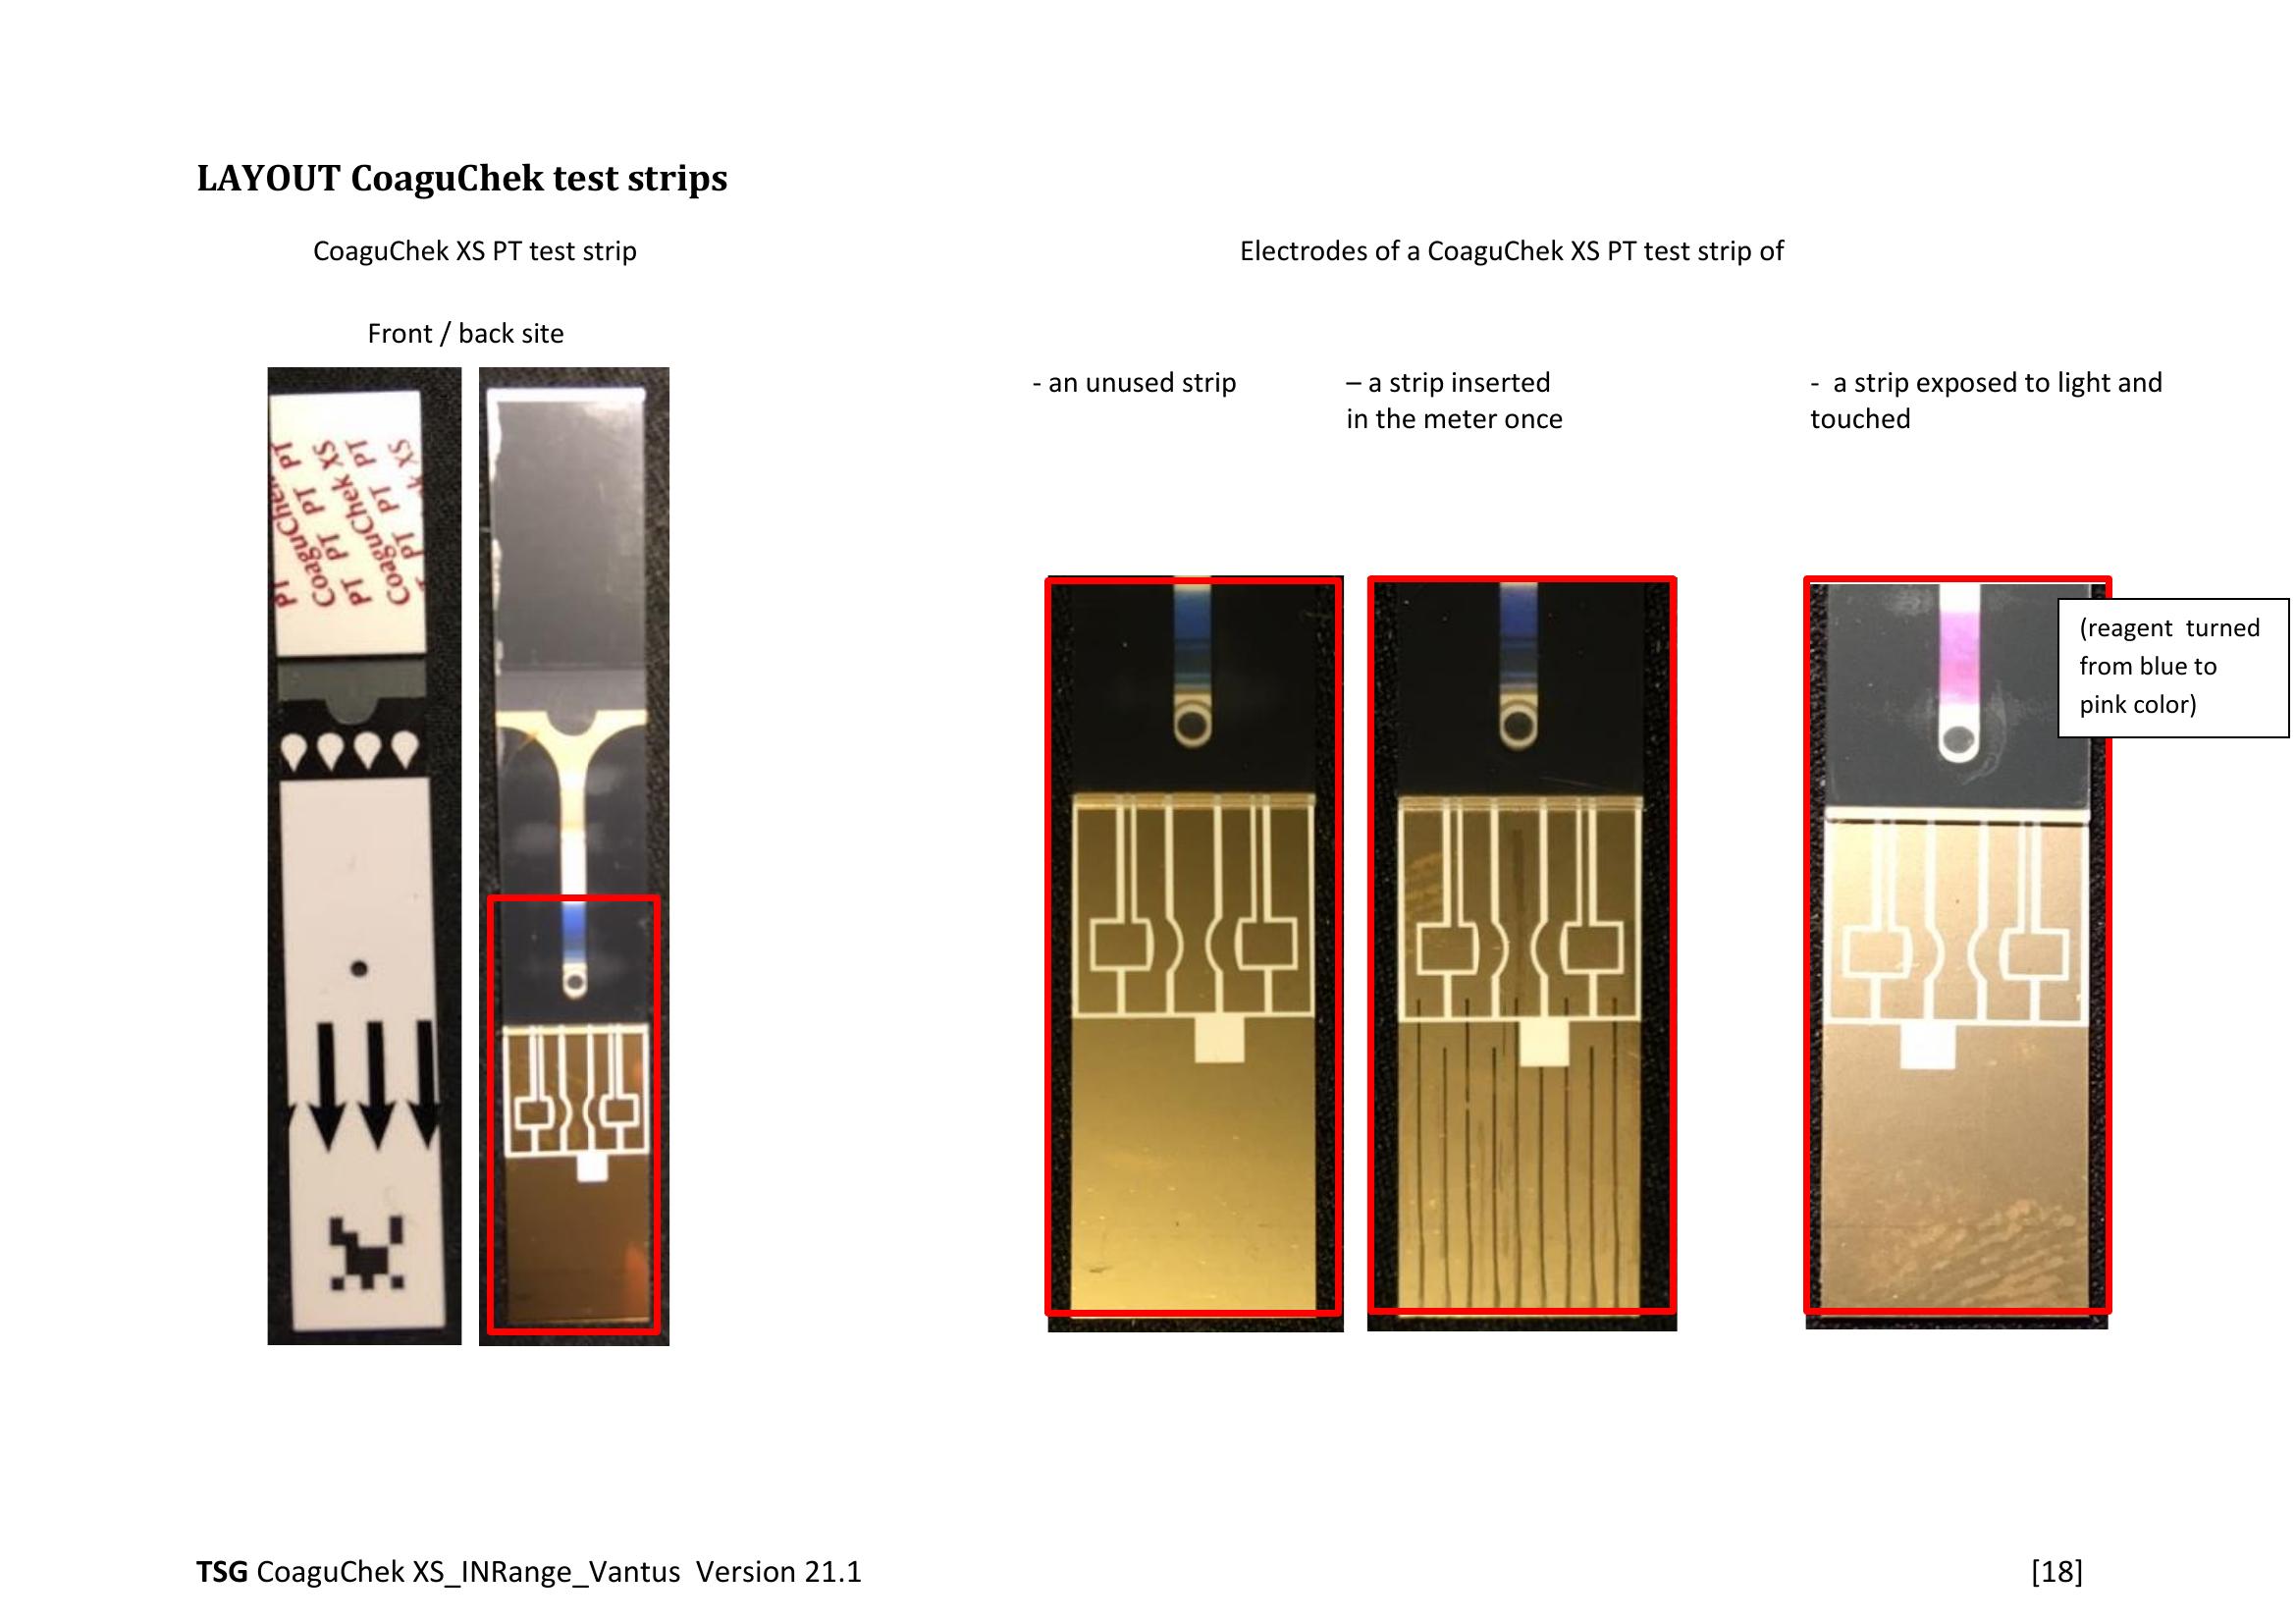 LAYOUT CoaguChek test strips
CoaguChek XS PT test strip
Electrodes of a CoaguChek XS PT test strip of
Front / back site
- an unused strip
– a strip inserted
in the meter once
- a strip exposed to light and
touched
PT PT PT
CoaguChek XS
PT PT PT
CoaguChek XS
(reagent turned
from blue to
pink color)
TSG CoaguChek XS_INRange_Vantus Version 21.1
[18]